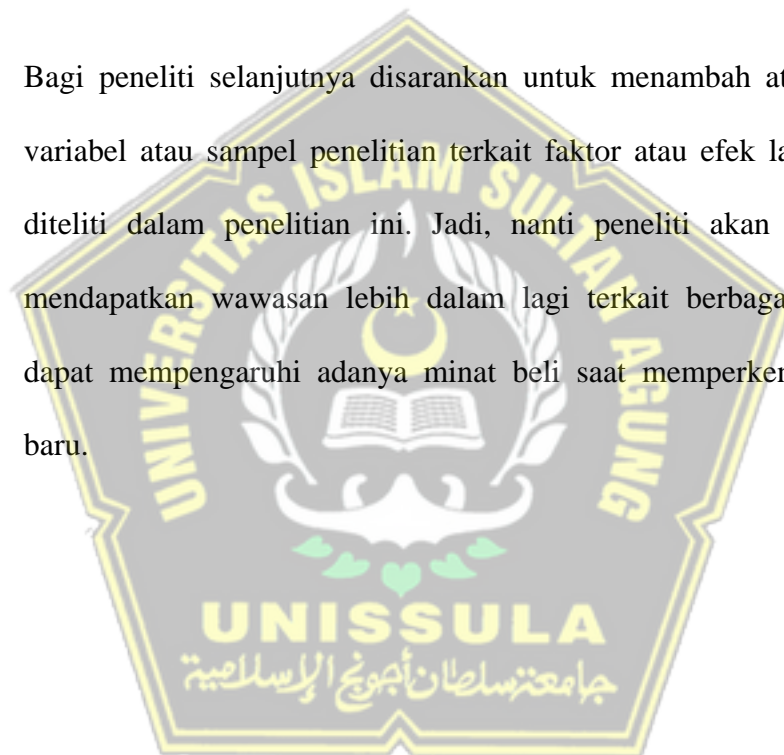 Bagi peneliti selanjutnya disarankan untuk menambah at
variabel atau sampel penelitian terkait faktor atau efek la
diteliti dalam penelitian ini. Jadi, nanti peneliti akan
mendapatkan wawasan lebih dalam lagi terkait berbaga
dapat mempengaruhi adanya minat beli saat memperken
baru.
UNIVERSITAS ISLAM SULTAN AGUNG
UNISSULA
جامعة سلطان أجونج الإسلامية